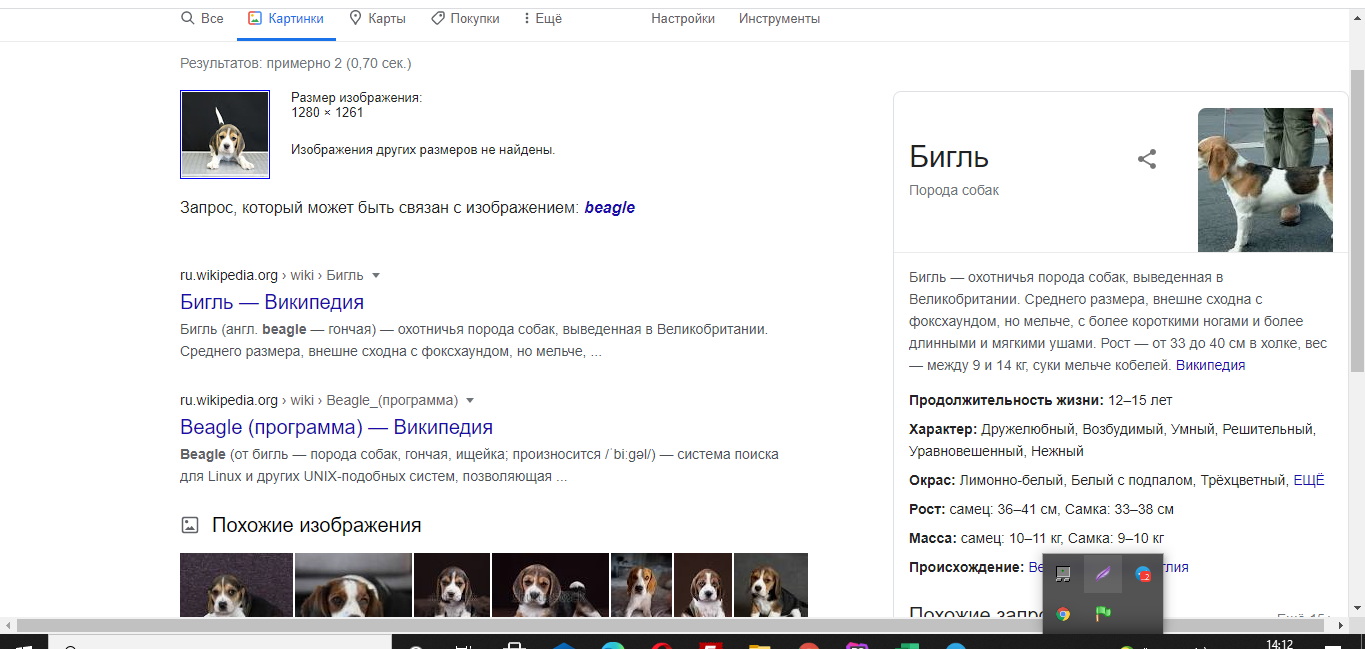 Все
Картинки
Карты
Покупки
Ещё
Настройки
Инструменты
Результатов: примерно 2 (0,70 сек.)
Размер изображения:
1280 × 1261
Изображения других размеров не найдены.
Запрос, который может быть связан с изображением: beagle
ru.wikipedia.org › wiki › Бигль
Бигль — Википедия
Бигль (англ. beagle — гончая) — охотничья порода собак, выведенная в Великобритании.
Среднего размера, внешне сходна с фоксхаундом, но мельче, ...
ru.wikipedia.org › wiki › Beagle_(программа)
Beagle (программа) — Википедия
Beagle (от бигль — порода собак, гончая, ищейка; произносится /ˈbiːgəl/) — система поиска
для Linux и других UNIX-подобных систем, позволяющая ...
Похожие изображения
Бигль
Порода собак
Бигль — охотничья порода собак, выведенная в
Великобритании. Среднего размера, внешне сходна с
фоксхаундом, но мельче, с более короткими ногами и более
длинными и мягкими ушами. Рост — от 33 до 40 см в холке, вес
— между 9 и 14 кг, суки мельче кобелей. Википедия
Продолжительность жизни: 12–15 лет
Характер: Дружелюбный, Возбудимый, Умный, Решительный,
Уравновешенный, Нежный
Окрас: Лимонно-белый, Белый с подпалом, Трёхцветный, ЕЩЁ
Рост: самец: 36–41 см, Самка: 33–38 см
Масса: самец: 10–11 кг, Самка: 9–10 кг
Происхождение:
Похожие
14:12